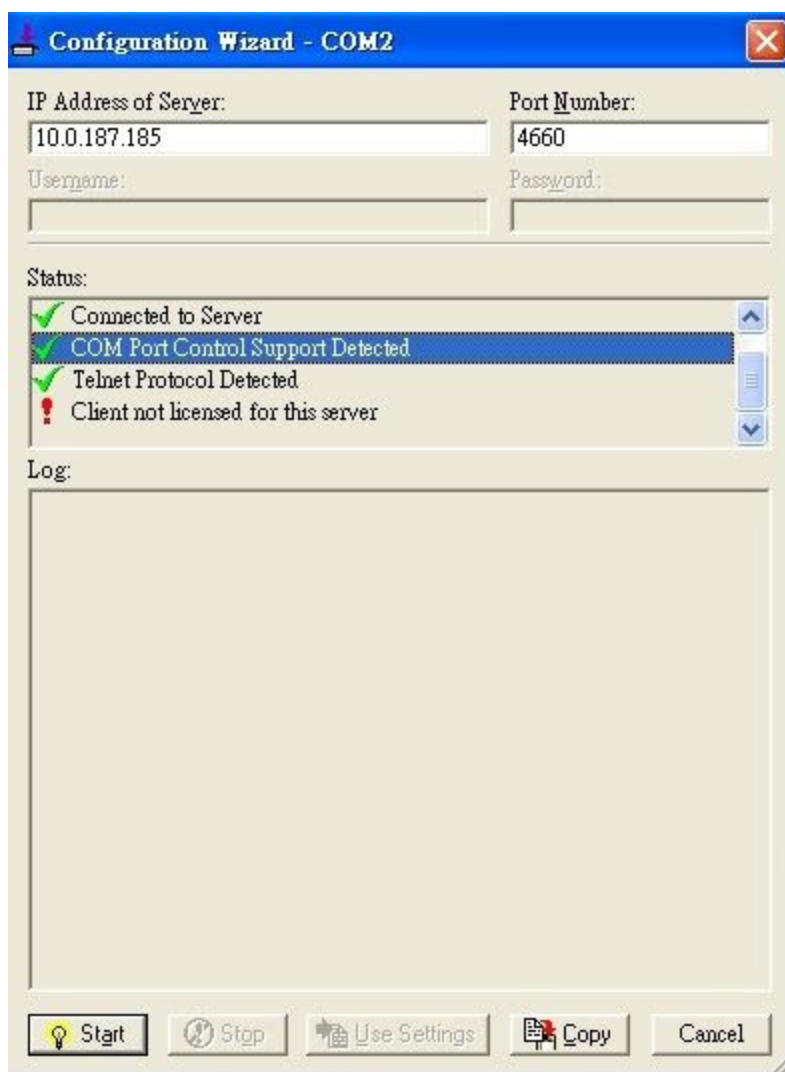 Configuration Wizard - COM2
IP Address of Server: Port Number:
10.0.187.185 4660
Username: Password:
Status:
Connected to Server
COM Port Control Support Detected
Telnet Protocol Detected
Client not licensed for this server
Log:
Start Stop Use Settings Copy Cancel